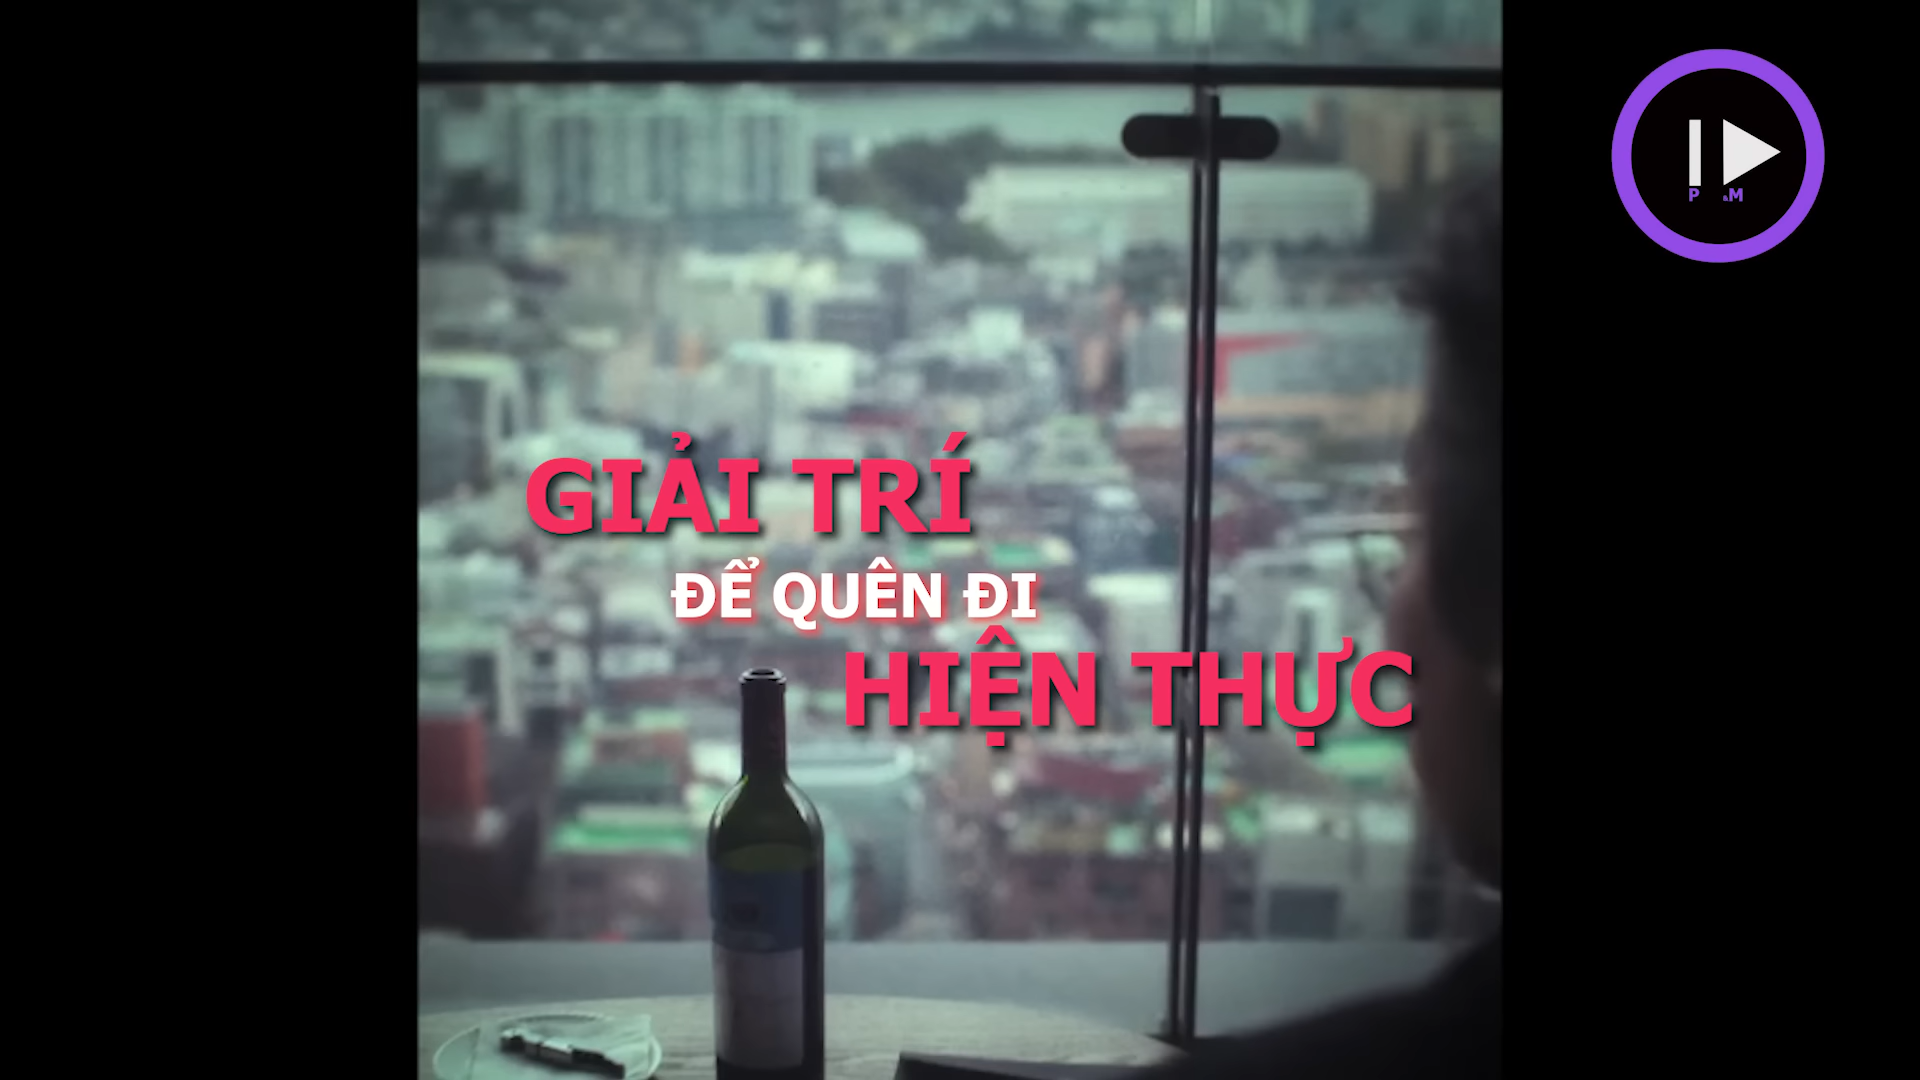 GIẢI TRÍ
ĐỂ QUÊN ĐI
HIỆN THỰC